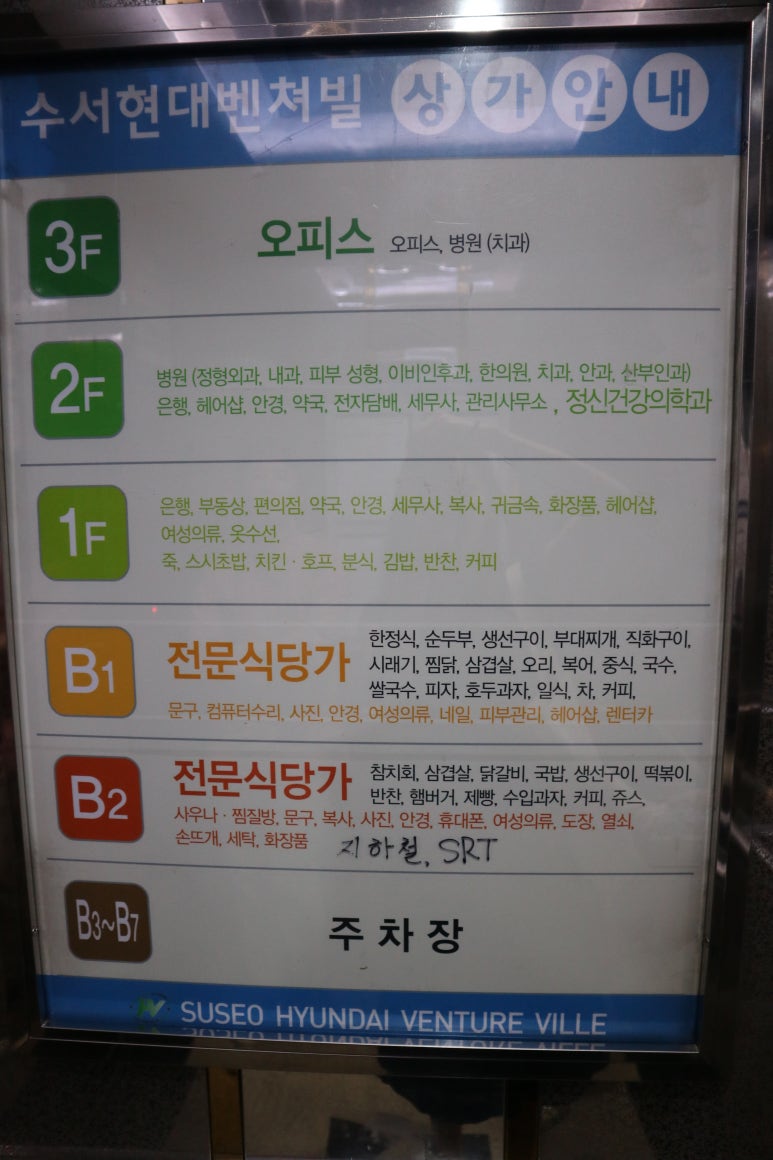 수서현대벤쳐빌 상가안내
3F
오피스 오피스, 병원 (치과)
2F
병원 (정형외과, 내과, 피부 성형, 이비인후과, 한의원, 치과, 안과, 산부인과)
은행, 헤어샵, 안경, 약국, 전자담배, 세무사, 관리사무소 , 정신건강의학과
1F
은행, 부동상, 편의점, 약국, 안경, 세무사, 복사, 귀금속, 화장품, 헤어샵,
여성의류, 옷수선,
죽, 스시초밥, 치킨 · 호프, 분식, 김밥, 반찬, 커피
B1
전문식당가
한정식, 순두부, 생선구이, 부대찌개, 직화구이,
시래기, 찜닭, 삼겹살, 오리, 복어, 중식, 국수,
쌀국수, 피자, 호두과자, 일식, 차, 커피,
문구, 컴퓨터수리, 사진, 안경, 여성의류, 네일, 피부관리, 헤어샵, 렌터카
B2
전문식당가
참치회, 삼겹살, 닭갈비, 국밥, 생선구이, 떡볶이,
반찬, 햄버거, 제빵, 수입과자, 커피, 쥬스,
사우나 · 찜질방, 문구, 복사, 사진, 안경, 휴대폰, 여성의류, 도장, 열쇠,
손뜨개, 세탁, 화장품 지하철, SRT
B3~B7
주차장
SUSEO HYUNDAI VENTURE VILLE